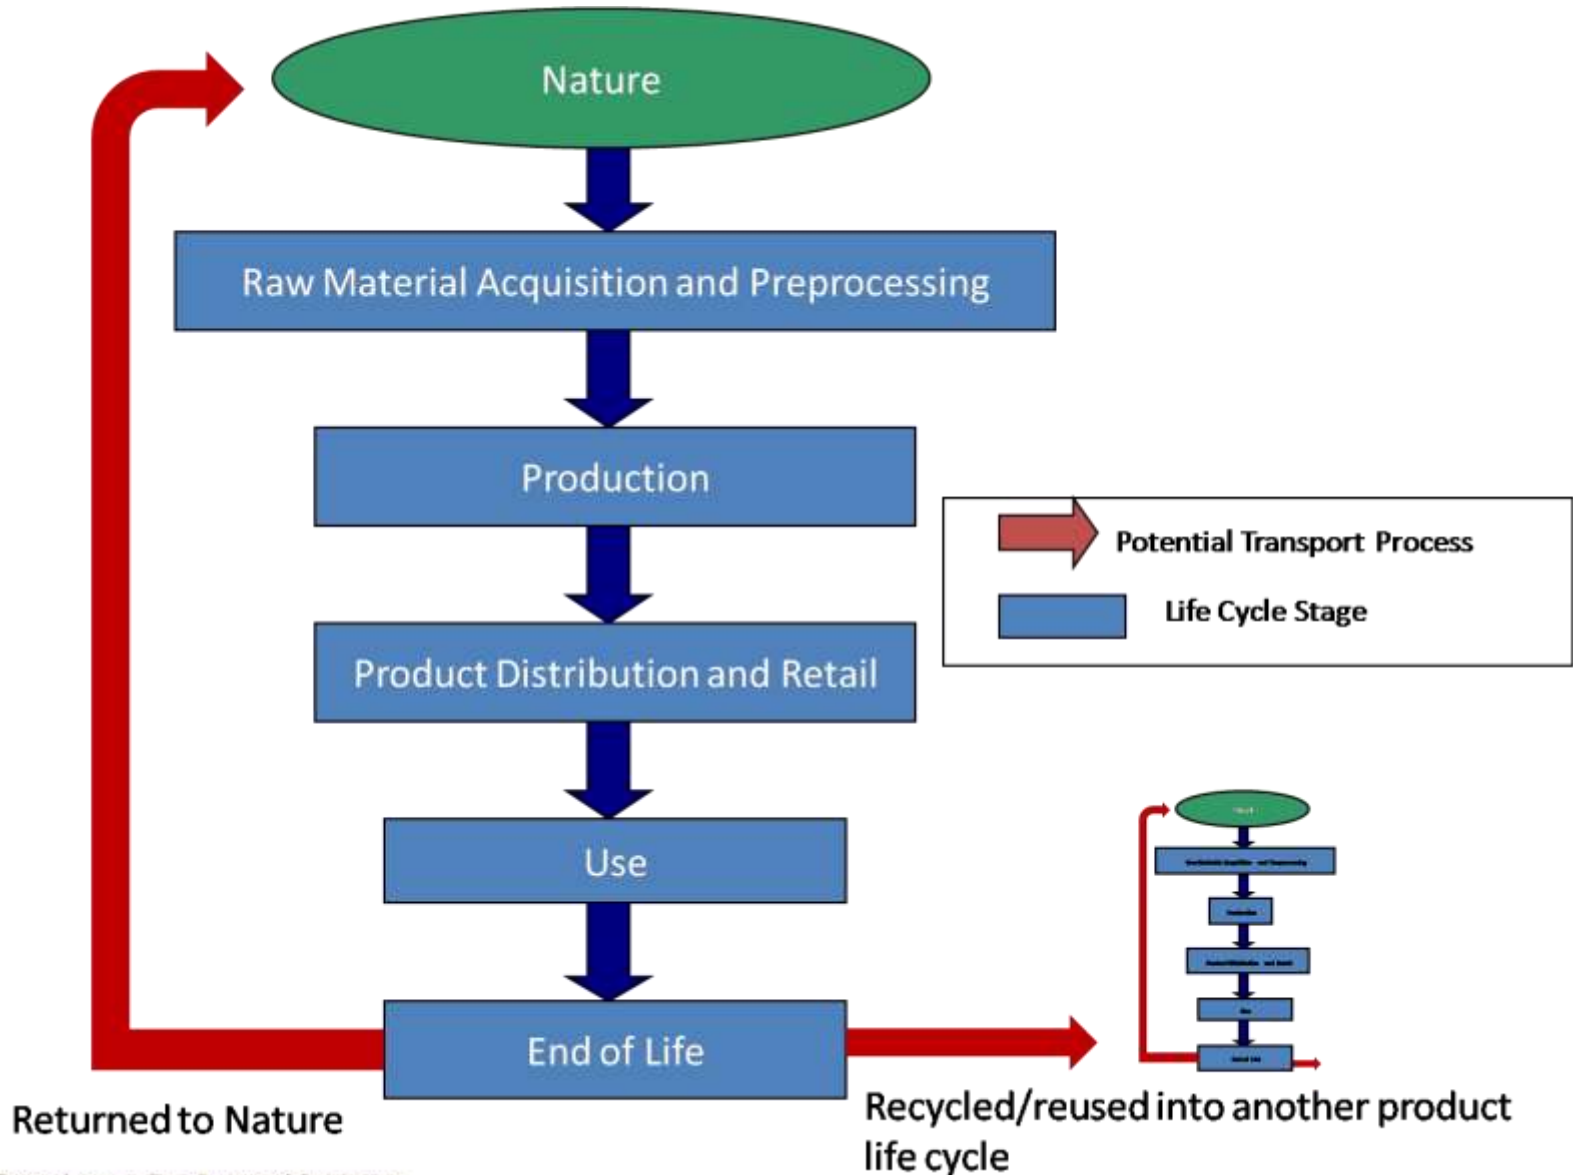 Nature
Raw Material Acquisition and Preprocessing
Production
Potential Transport Process
Life Cycle Stage
Product Distribution and Retail
Use
End of Life
Returned to Nature
Recycled/reused into another product
life cycle